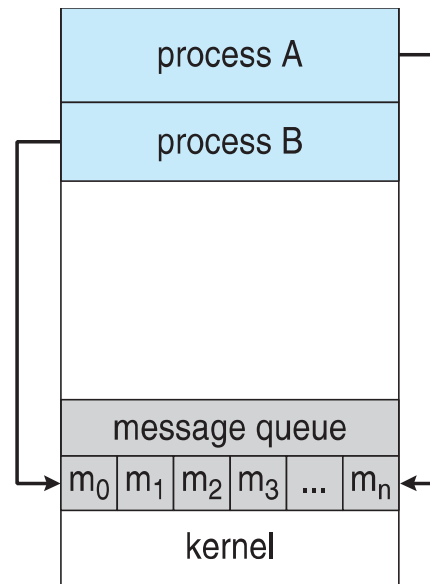 process A
process B
message queue
m₀ m₁ m₂ m₃ ... mₙ
kernel